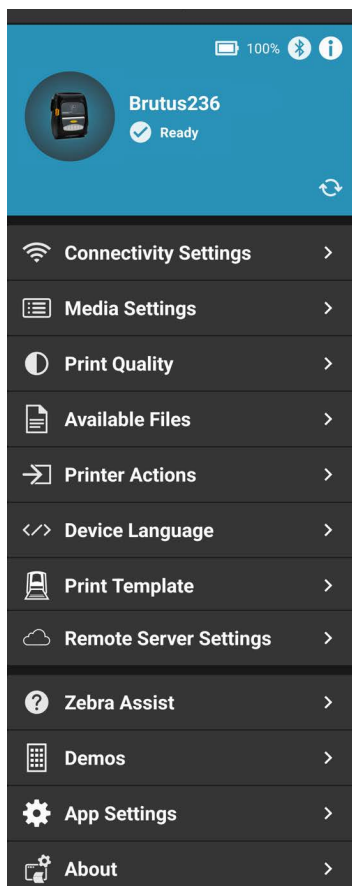 100%
Brutus236
Ready
Connectivity Settings
Media Settings
Print Quality
Available Files
Printer Actions
Device Language
Print Template
Remote Server Settings
Zebra Assist
Demos
App Settings
About